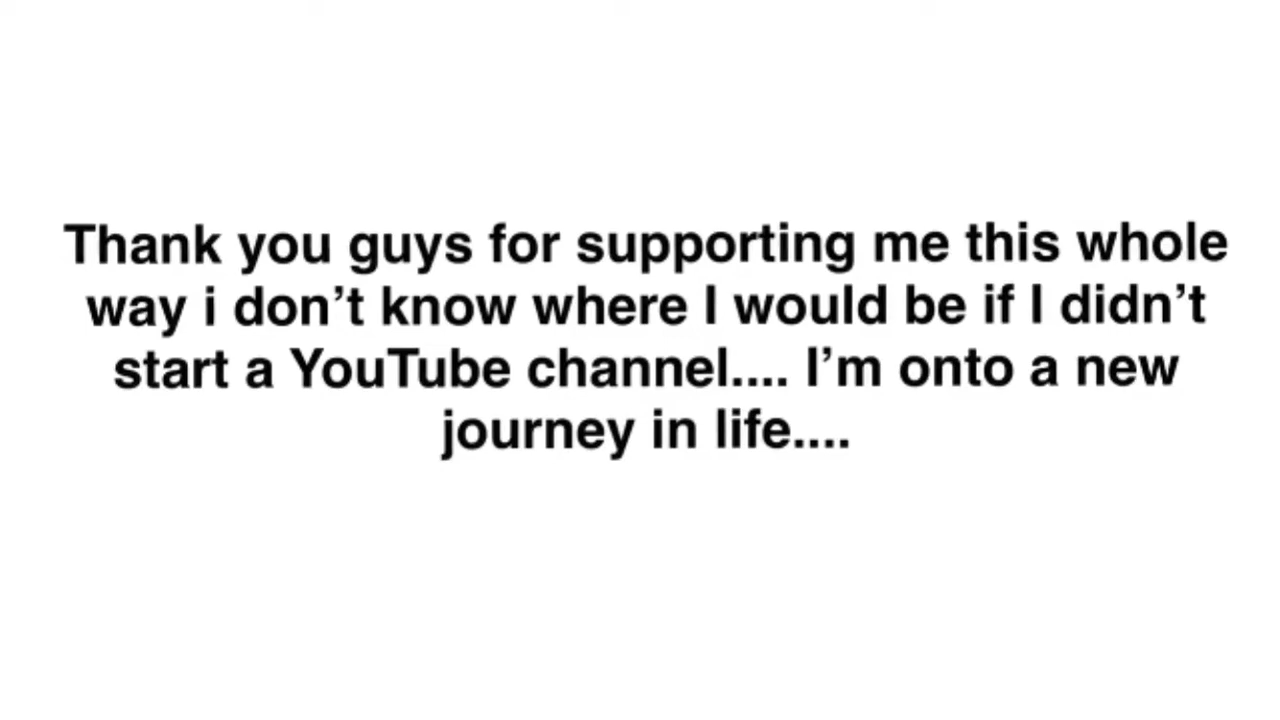 Thank you guys for supporting me this whole
way i don’t know where I would be if I didn’t
start a YouTube channel.... I’m onto a new
journey in life....